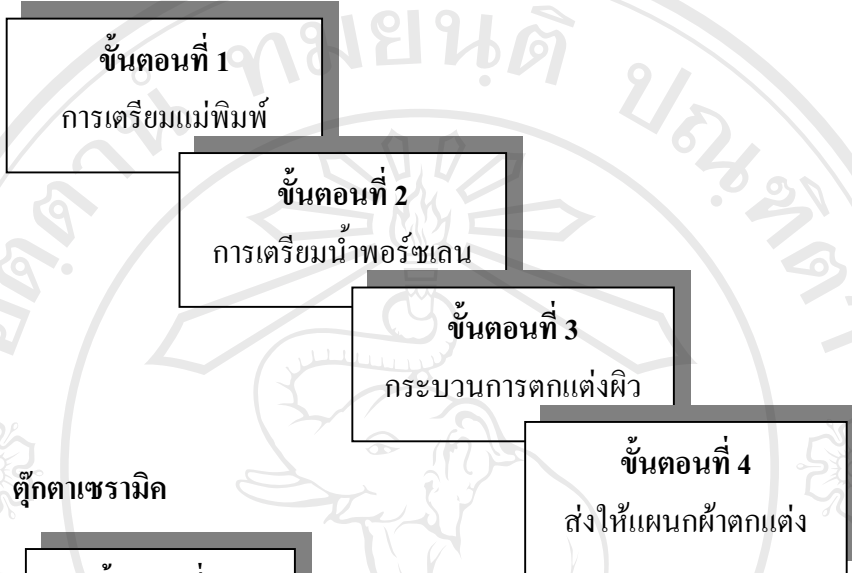 ขั้นตอนที่ 1
การเตรียมแม่พิมพ์
ขั้นตอนที่ 2
การเตรียมน้ำพอร์ซเลน
ขั้นตอนที่ 3
กระบวนการตกแต่งผิว
ขั้นตอนที่ 4
ส่งให้แผนกผ้าตกแต่ง
ตุ๊กตาเซรามิค